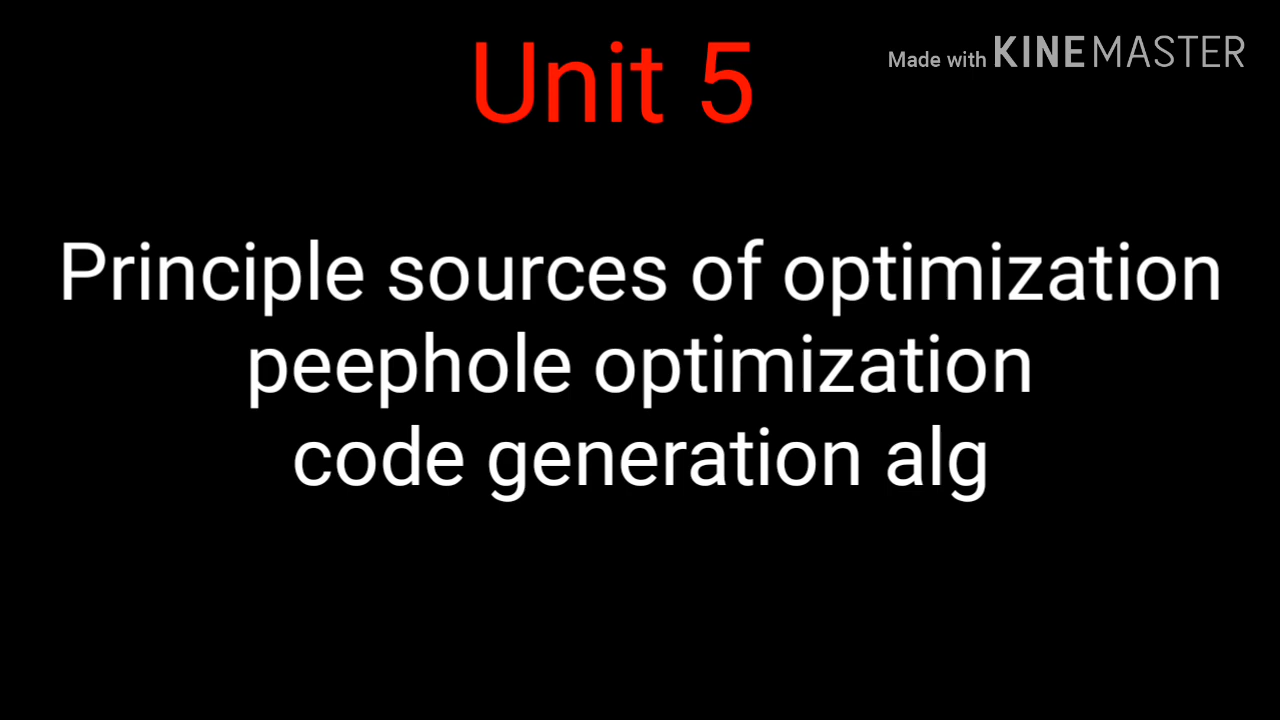 Unit 5
Made with KINEMASTER
Principle sources of optimization
peephole optimization
code generation alg